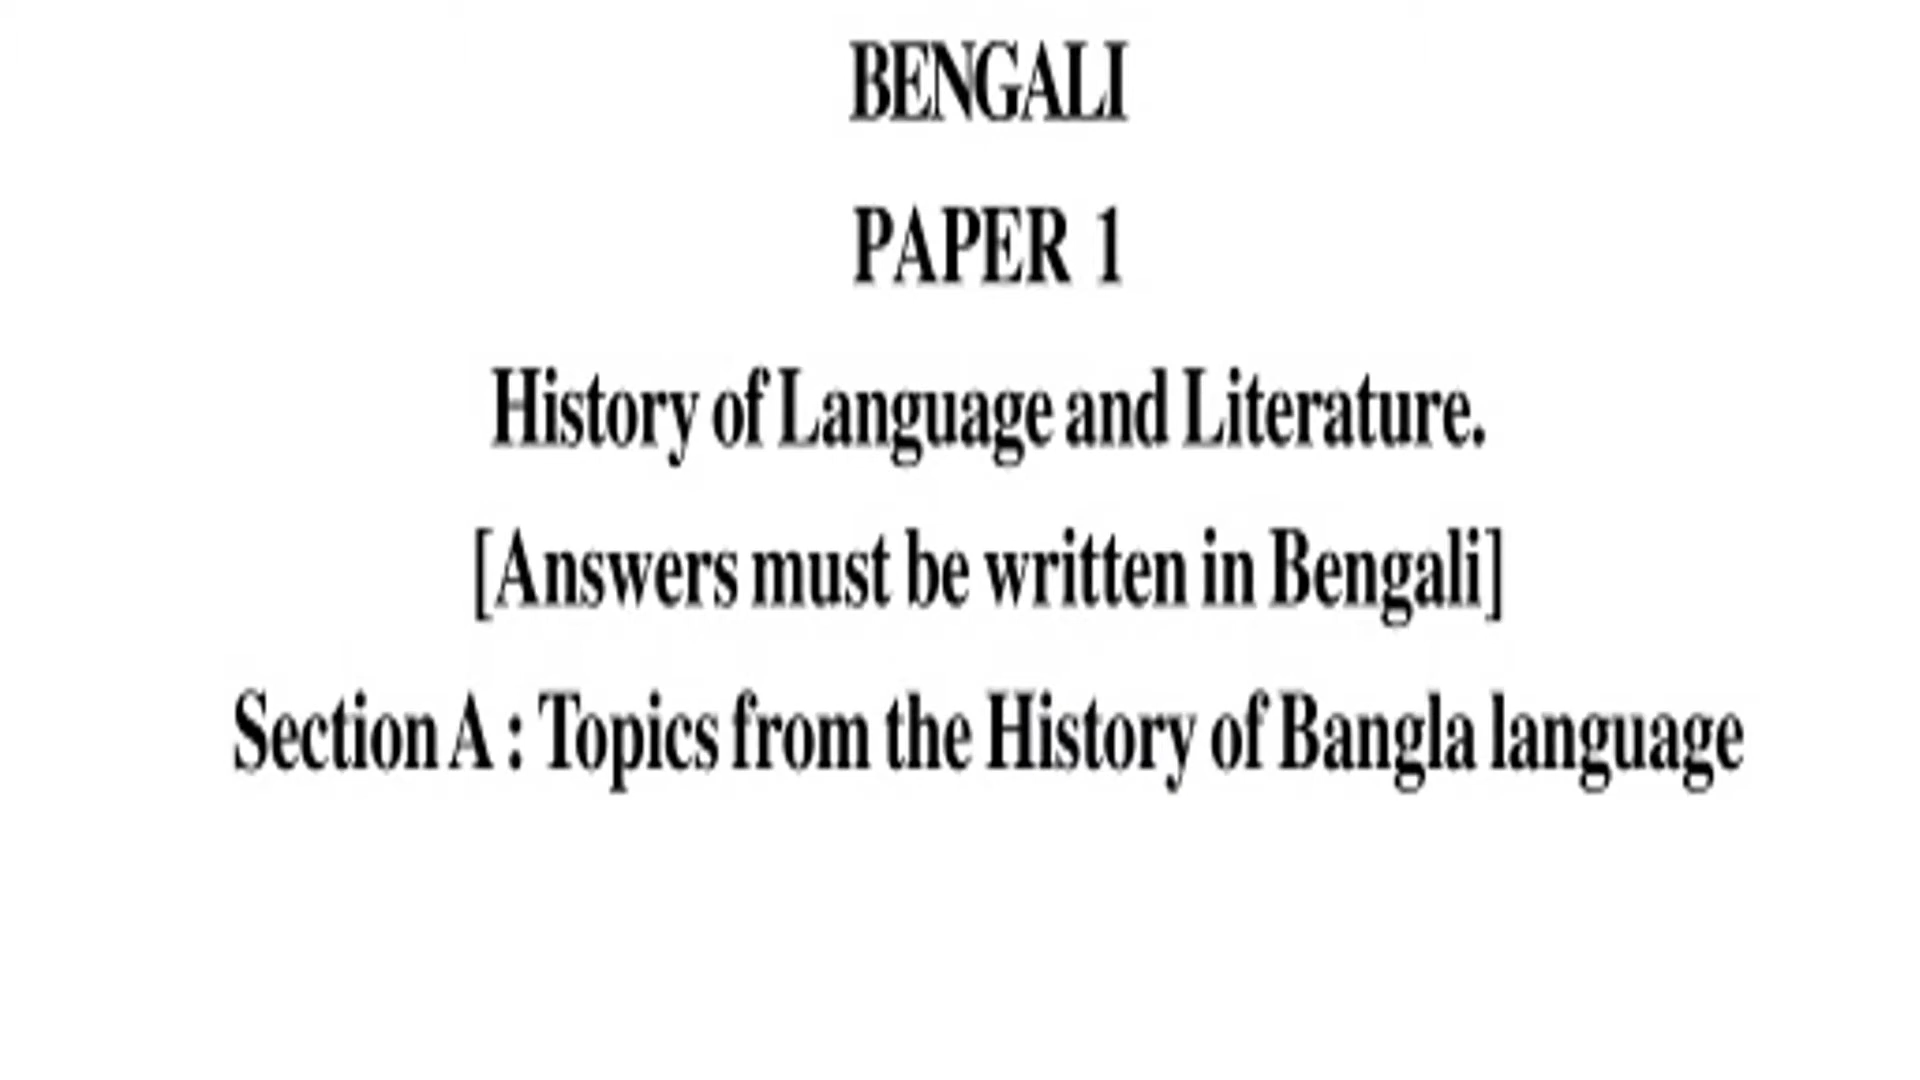 BENGALI
PAPER 1
History of Language and Literature.
[Answers must be written in Bengali]
Section A : Topics from the History of Bangla language